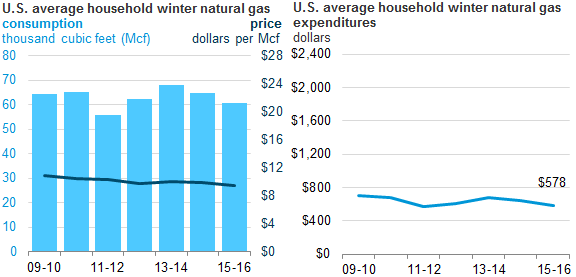 U.S. average household winter natural gas
consumption price
thousand cubic feet (Mcf) dollars per Mcf
80 $28
70 $24
60 $20
50
40 $16
30 $12
20 $8
10 $4
0 $0
09-10 11-12 13-14 15-16
U.S. average household winter natural gas
expenditures
dollars
$2,400
$2,000
$1,600
$1,200
$800
$400
$0
$578
09-10 11-12 13-14 15-16